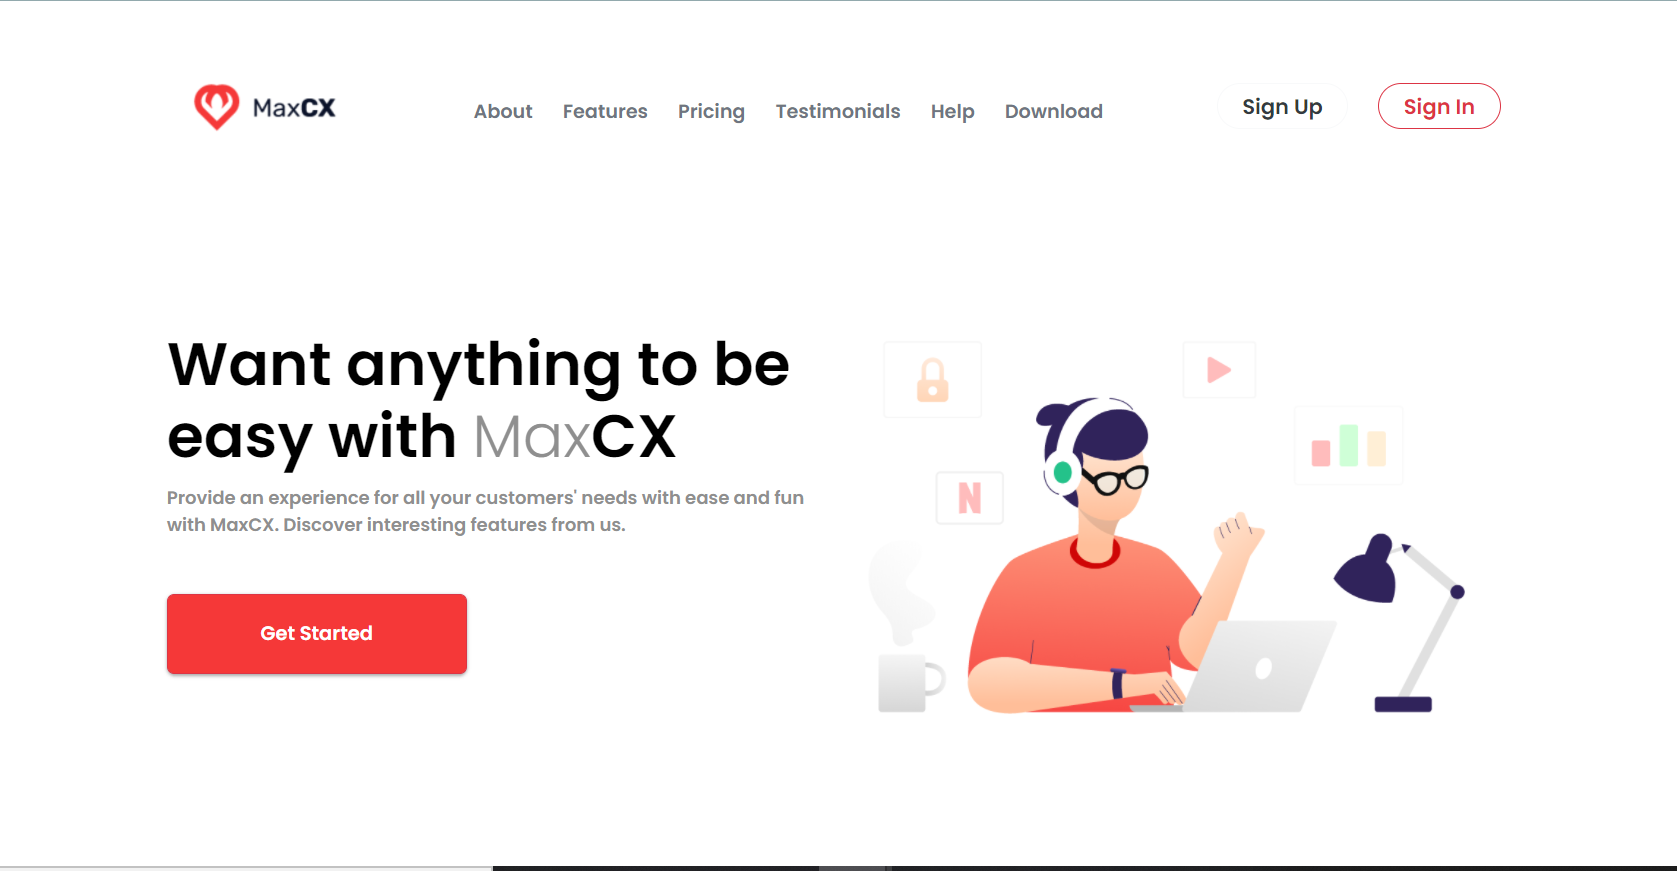 MaxCX
About
Features
Pricing
Testimonials
Help
Download
Sign Up
Sign In
Want anything to be
easy with MaxCX
Provide an experience for all your customers' needs with ease and fun
with MaxCX. Discover interesting features from us.
Get Started
N